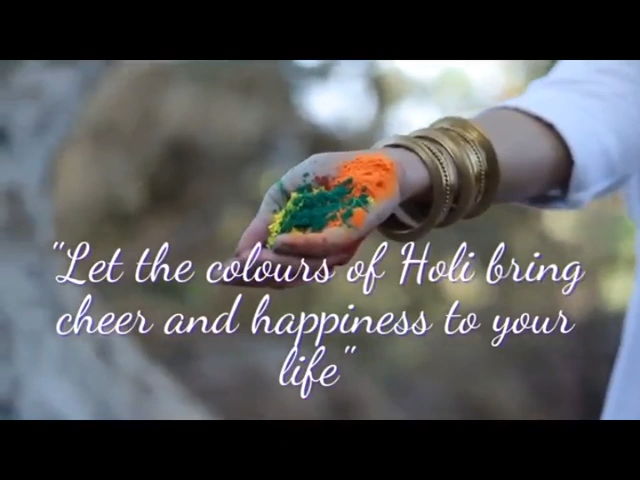 "Let the colours of Holi bring
cheer and happiness to your
life"